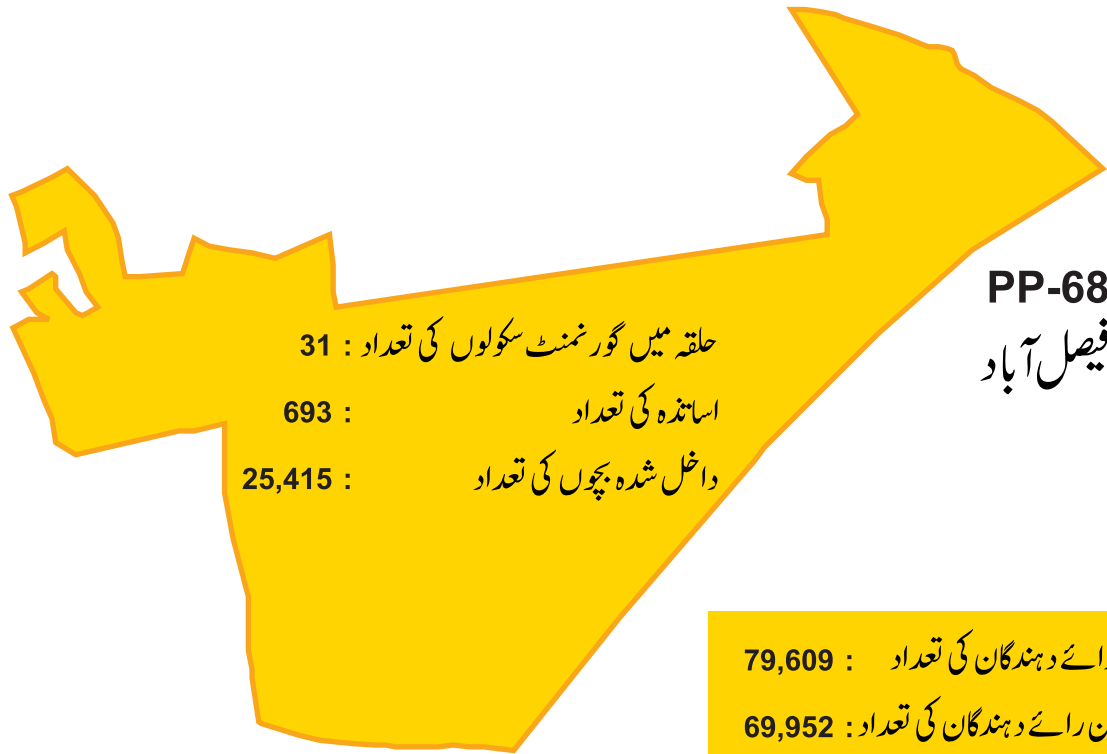 PP-68
فیصل آباد
حلقہ میں گورنمنٹ سکولوں کی تعداد : 31
اساتذہ کی تعداد : 693
داخل شدہ بچوں کی تعداد : 25,415
رائے دہندگان کی تعداد : 79,609
رائے دہندگان کی تعداد : 69,952